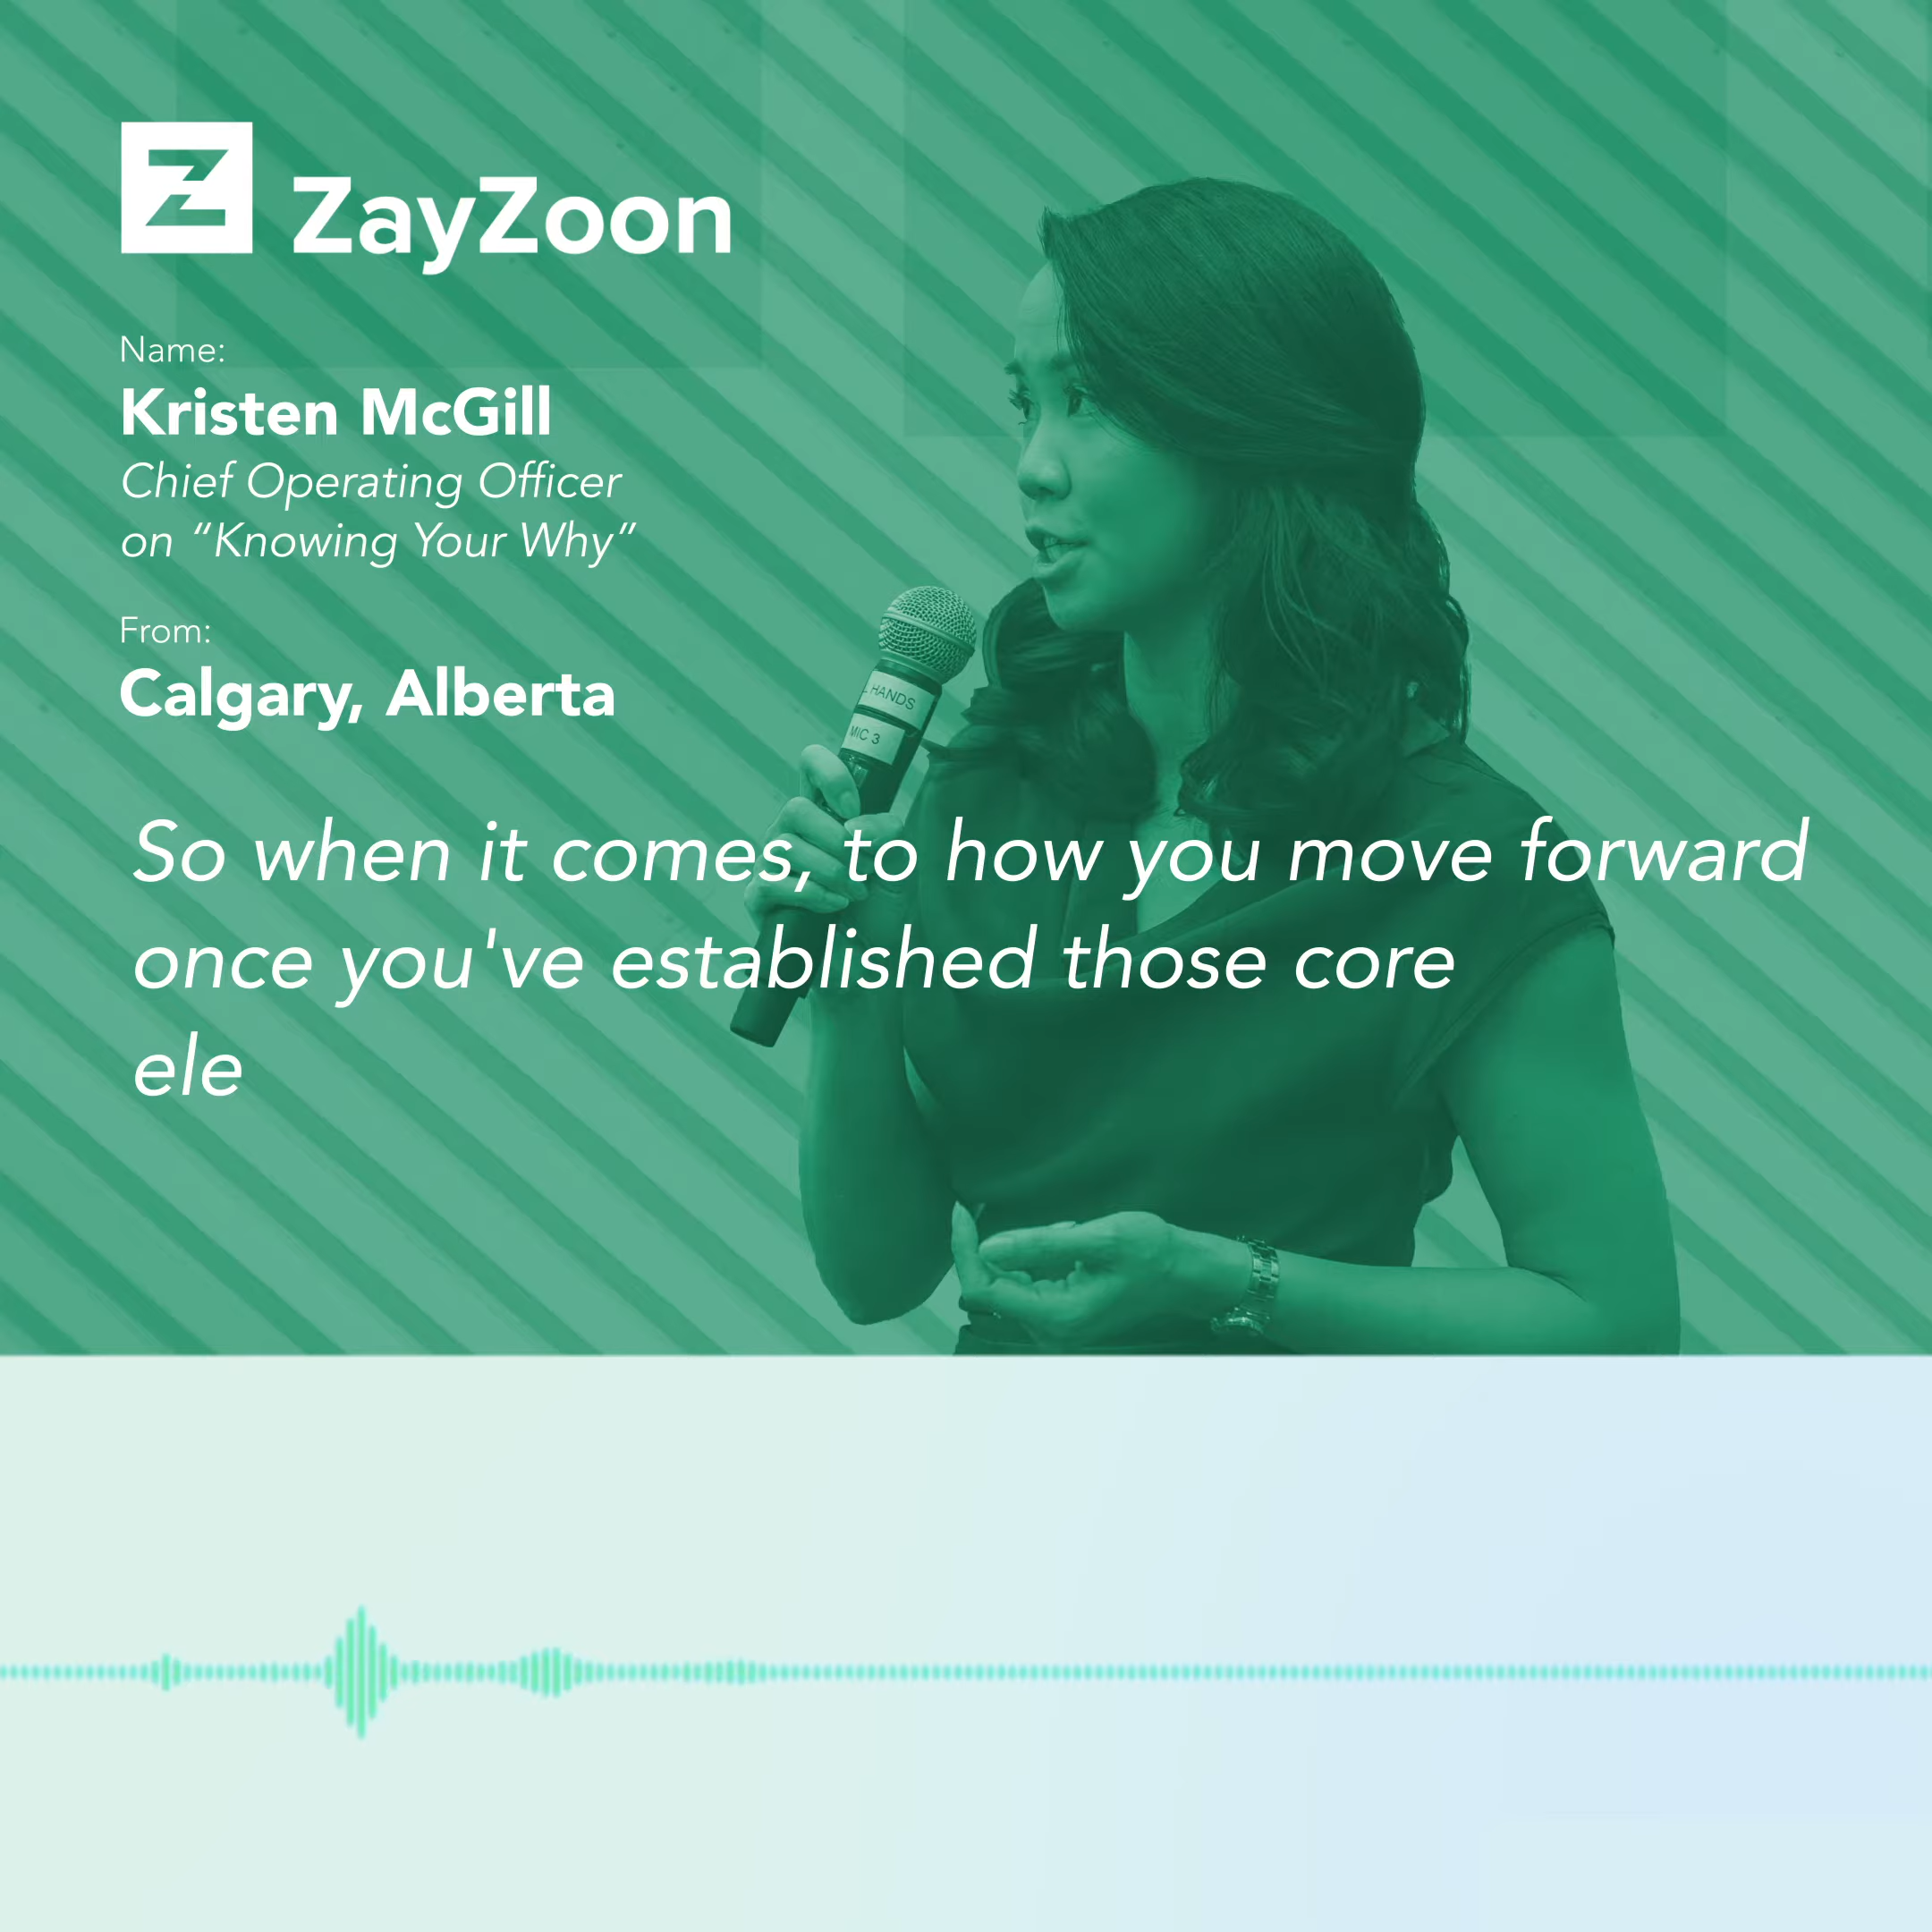 ZayZoon
Name:
Kristen McGill
Chief Operating Officer
on “Knowing Your Why”
From:
Calgary, Alberta
HANDS
MIC 3
So when it comes, to how you move forward
once you've established those core
ele